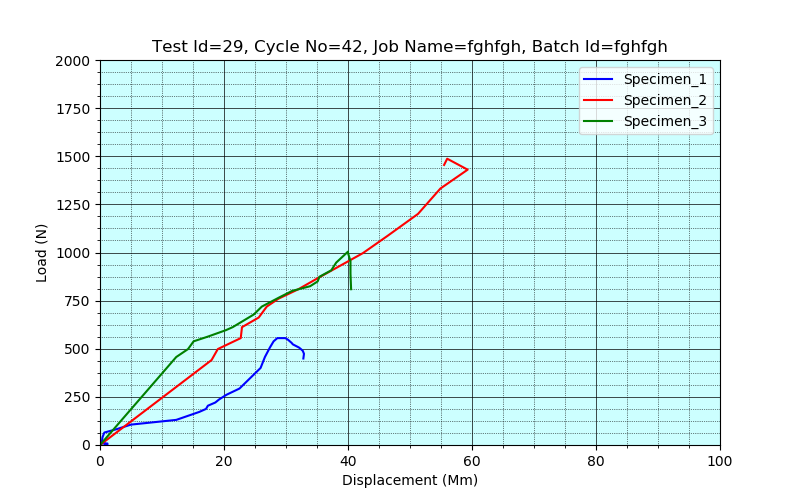 Test Id=29, Cycle No=42, Job Name=fghfgh, Batch Id=fghfgh
2000
1750
1500
1250
1000
750
500
250
0
Load (N)
Specimen_1
Specimen_2
Specimen_3
0 20 40 60 80 100
Displacement (Mm)